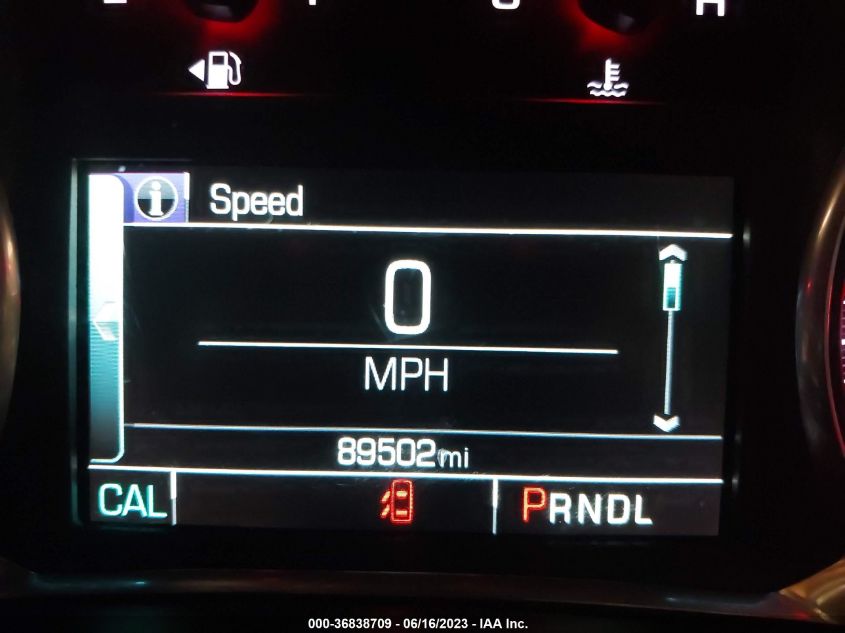 H
Speed
0
MPH
89502mi
CAL PRNDL
000-36838709 - 06/16/2023 - IAA Inc.